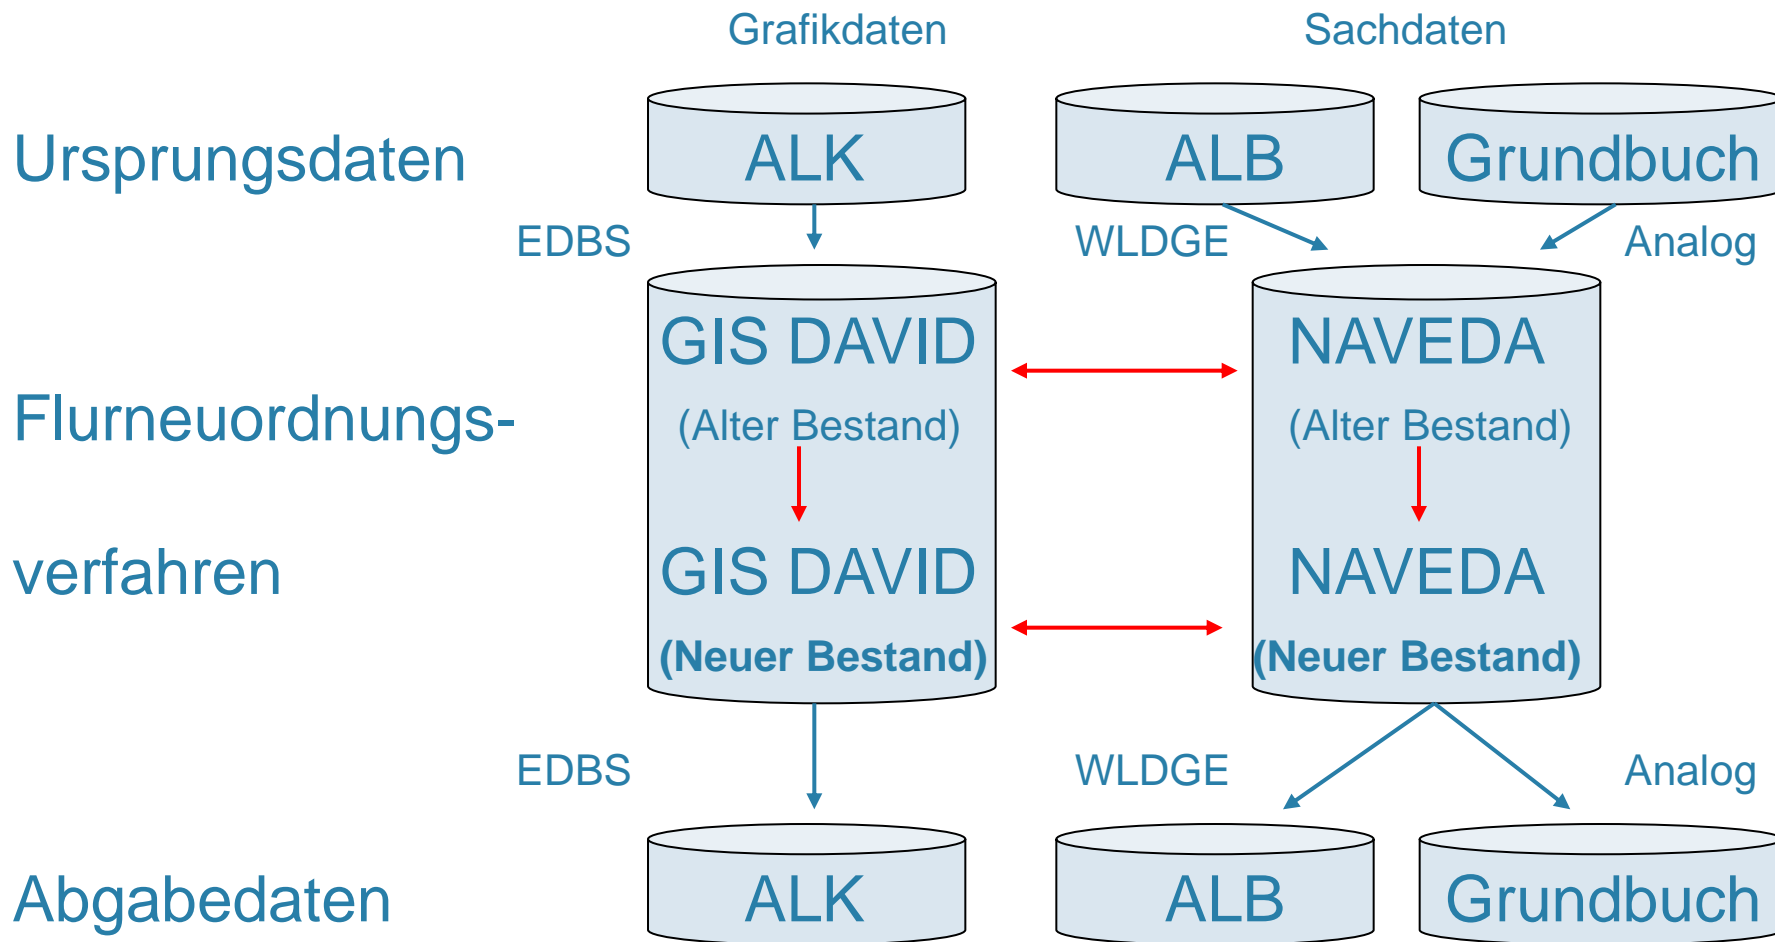 Grafikdaten Sachdaten
Ursprungsdaten ALK ALB Grundbuch
EDBS WLDGE Analog
GIS DAVID NAVEDA
Flurneuordnungs- (Alter Bestand) (Alter Bestand)
verfahren GIS DAVID NAVEDA
(Neuer Bestand) (Neuer Bestand)
EDBS WLDGE Analog
Abgabedaten ALK ALB Grundbuch